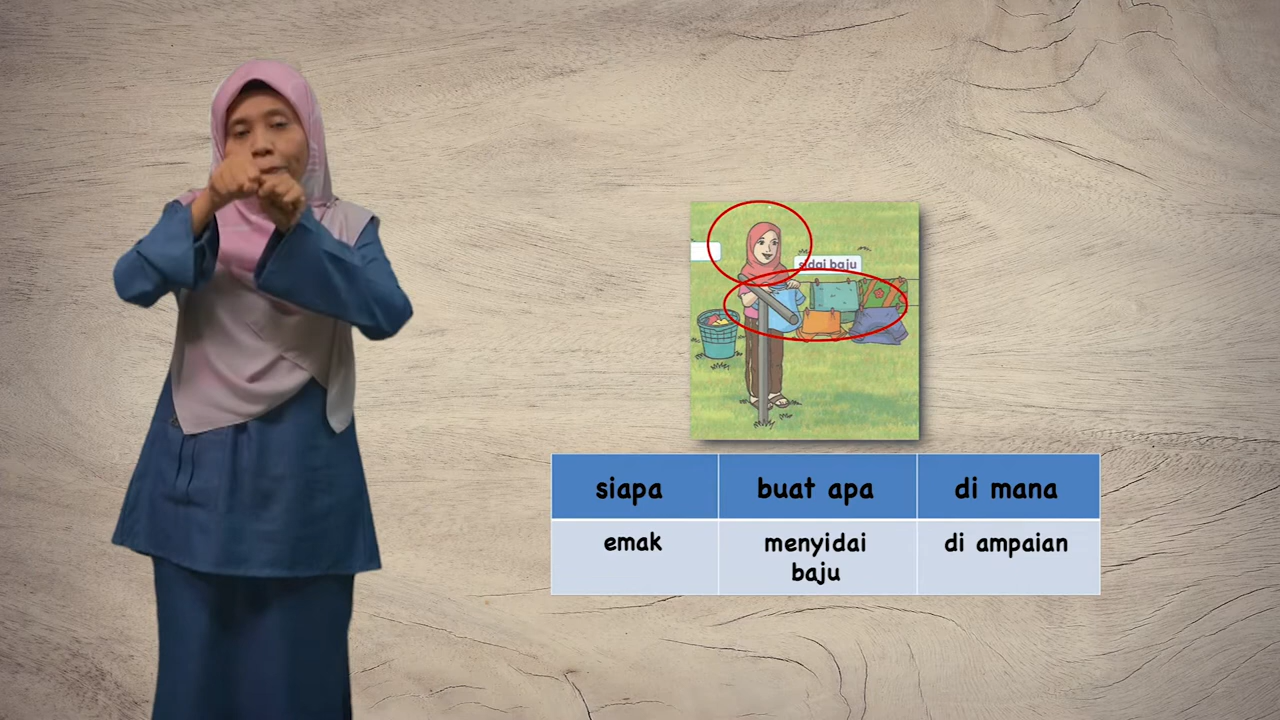 sidai baju
siapa buat apa di mana
emak menyidai di ampaian
baju